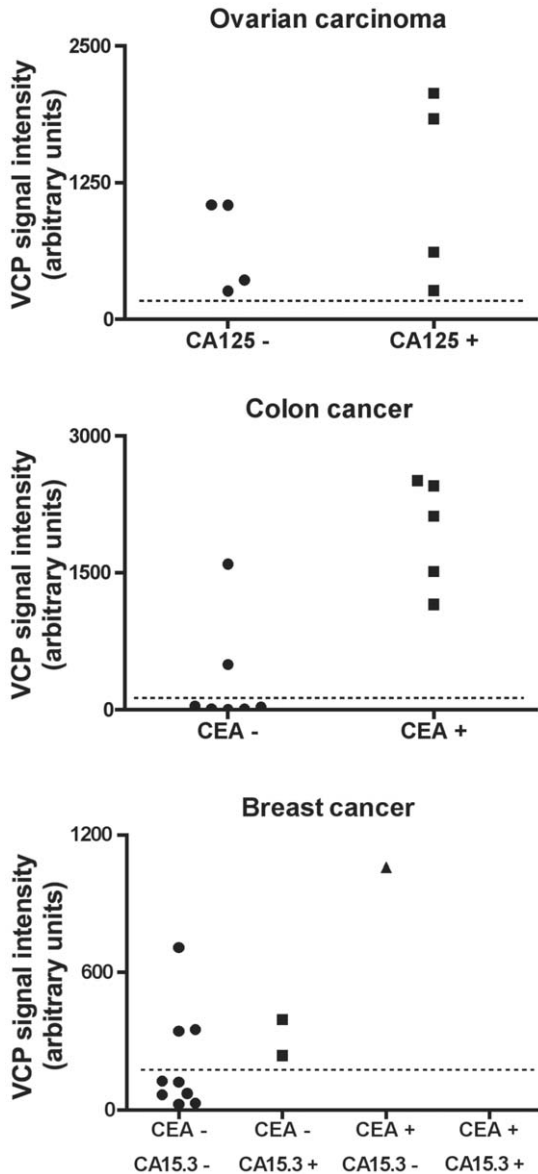 Ovarian carcinoma
VCP signal intensity
(arbitrary units)
2500
1250
0
CA125 -
CA125 +
Colon cancer
VCP signal intensity
(arbitrary units)
3000
1500
0
CEA -
CEA +
Breast cancer
VCP signal intensity
(arbitrary units)
1200
600
0
CEA - CEA - CEA + CEA +
CA15.3 - CA15.3 + CA15.3 - CA15.3 +